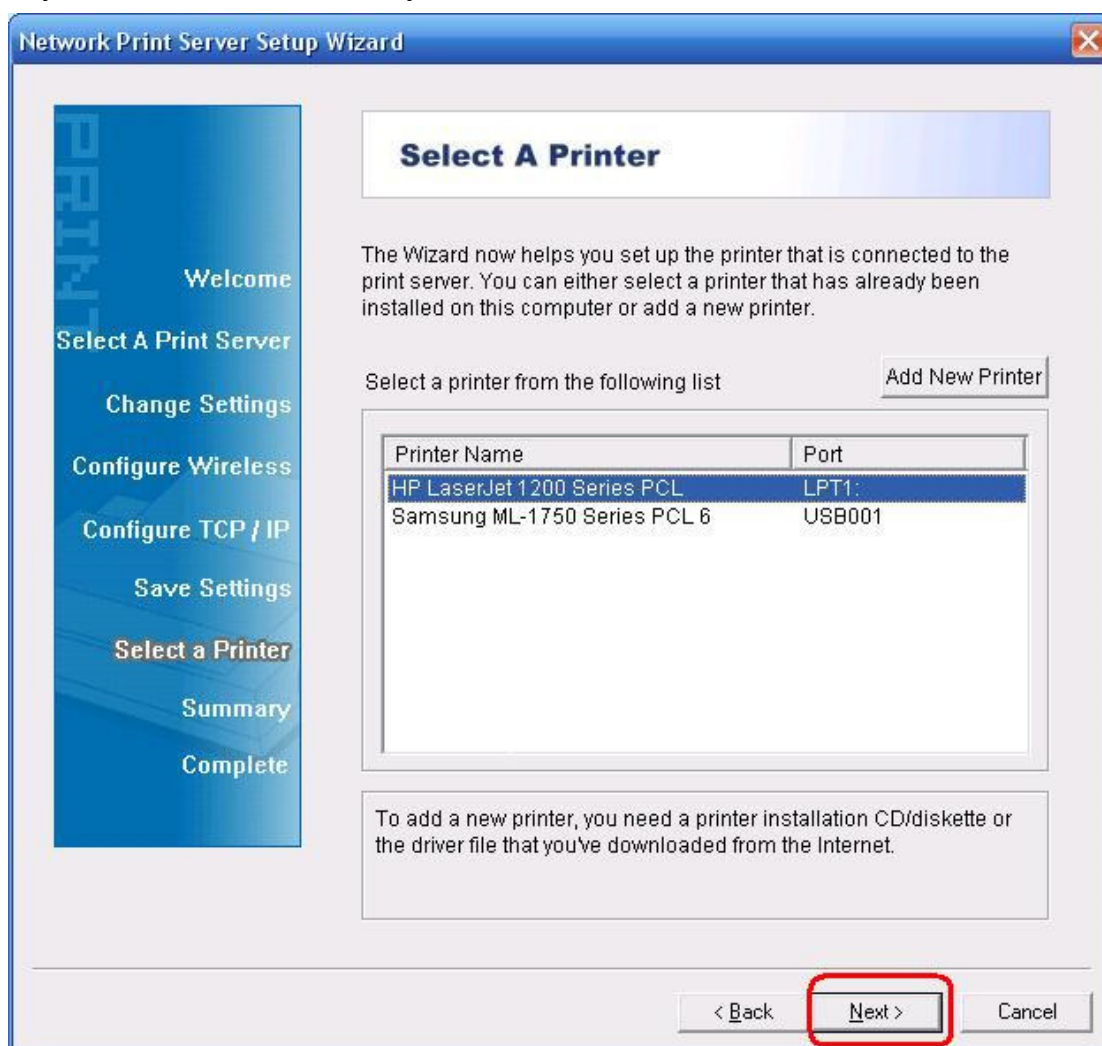 Network Print Server Setup Wizard
PRINT
Welcome
Select A Print Server
Change Settings
Configure Wireless
Configure TCP / IP
Save Settings
Select a Printer
Summary
Complete
Select A Printer
The Wizard now helps you set up the printer that is connected to the
print server. You can either select a printer that has already been
installed on this computer or add a new printer.
Select a printer from the following list
Add New Printer
Printer Name Port
HP LaserJet 1200 Series PCL LPT1:
Samsung ML-1750 Series PCL 6 USB001
To add a new printer, you need a printer installation CD/diskette or
the driver file that you've downloaded from the Internet.
< Back Next > Cancel